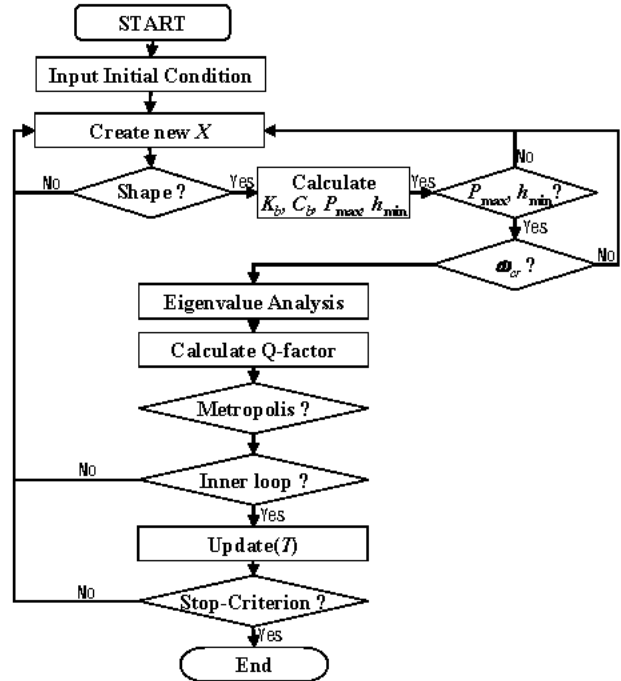 START
Input Initial Condition
Create new X
No
Shape ?
Yes
Calculate
K_b, C_b, P_max, h_min
Yes
No
P_max, h_min ?
Yes
ω_cr ?
No
Eigenvalue Analysis
Calculate Q-factor
Metropolis ?
No
Inner loop ?
Yes
Update(T)
No
Stop-Criterion ?
Yes
End